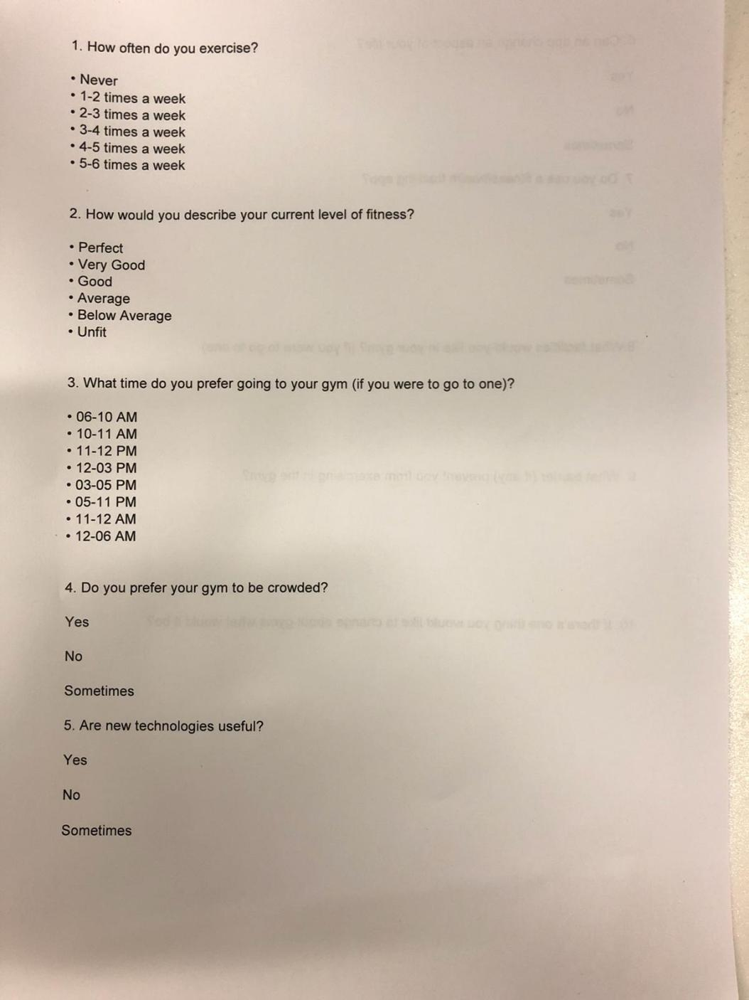 1. How often do you exercise?
• Never
• 1-2 times a week
• 2-3 times a week
• 3-4 times a week
• 4-5 times a week
• 5-6 times a week
2. How would you describe your current level of fitness?
• Perfect
• Very Good
• Good
• Average
• Below Average
• Unfit
3. What time do you prefer going to your gym (if you were to go to one)?
• 06-10 AM
• 10-11 AM
• 11-12 PM
• 12-03 PM
• 03-05 PM
• 05-11 PM
• 11-12 AM
• 12-06 AM
4. Do you prefer your gym to be crowded?
Yes
No
Sometimes
5. Are new technologies useful?
Yes
No
Sometimes